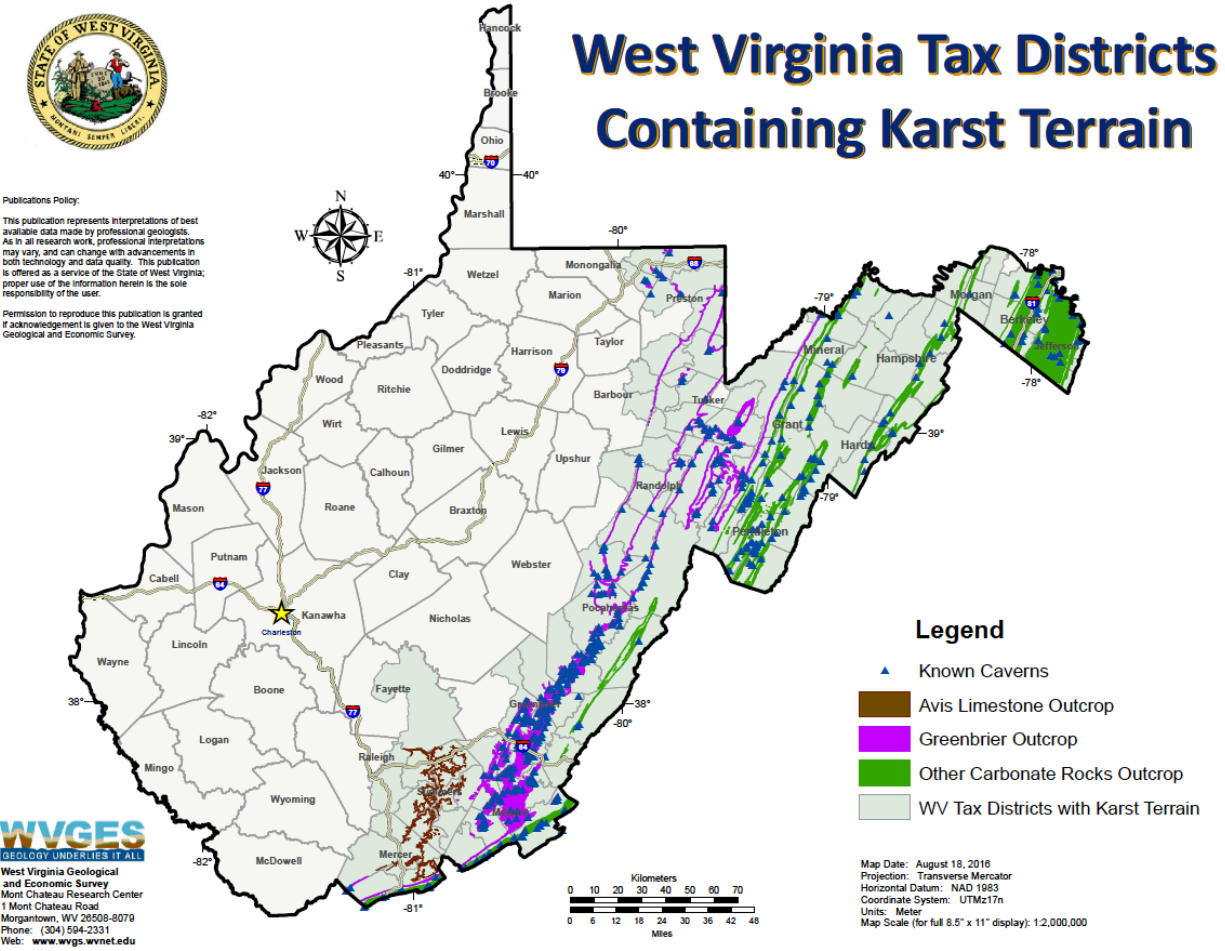 West Virginia Tax Districts
Containing Karst Terrain
STATE OF WEST VIRGINIA
MONTANI SEMPER LIBERI
Publications Policy:
This publication represents interpretations of best
available data made by professional geologists.
As in all research work, professional interpretations
may vary, and can change with advancements in
both technology and data quality. This publication
is offered as a service of the State of West Virginia;
proper use of the information herein is the sole
responsibility of the user.
Permission to reproduce this publication is granted
if acknowledgement is given to the West Virginia
Geological and Economic Survey.
N
W E
S
Hancock
Brooke
Ohio
70
40° 40°
Marshall
-80°
-81°
Wetzel
Monongalia
68
Marion
Preston
Tyler
Pleasants
Harrison
Taylor
79
Doddridge
Wood
Ritchie
Barbour
-78°
Morgan
81
Berkeley
Jefferson
-78°
-79°
Mineral
Hampshire
Tucker
Grant
Hardy
39°
-79°
-82°
39°
Wirt
Lewis
Gilmer
Upshur
Jackson
77
Calhoun
Randolph
Mason
Roane
Braxton
Pendleton
Putnam
Cabell
64
Clay
Webster
Kanawha
Charleston
Nicholas
Pocahontas
Lincoln
Wayne
Boone
Fayette
38°
77
Greenbrier
38°
-80°
Logan
64
Raleigh
Mingo
Summers
Wyoming
Monroe
-82°
McDowell
Mercer
-81°
Legend
Known Caverns
Avis Limestone Outcrop
Greenbrier Outcrop
Other Carbonate Rocks Outcrop
WV Tax Districts with Karst Terrain
WVGES
GEOLOGY UNDERLIES IT ALL
West Virginia Geological
and Economic Survey
Mont Chateau Research Center
1 Mont Chateau Road
Morgantown, WV 26508-8079
Phone: (304) 594-2331
Web: www.wvgs.wvnet.edu
Kilometers
0 10 20 30 40 50 60 70
0 6 12 18 24 30 36 42 48
Miles
Map Date: August 18, 2016
Projection: Transverse Mercator
Horizontal Datum: NAD 1983
Coordinate System: UTMz17n
Units: Meter
Map Scale (for full 8.5" x 11" display): 1:2,000,000